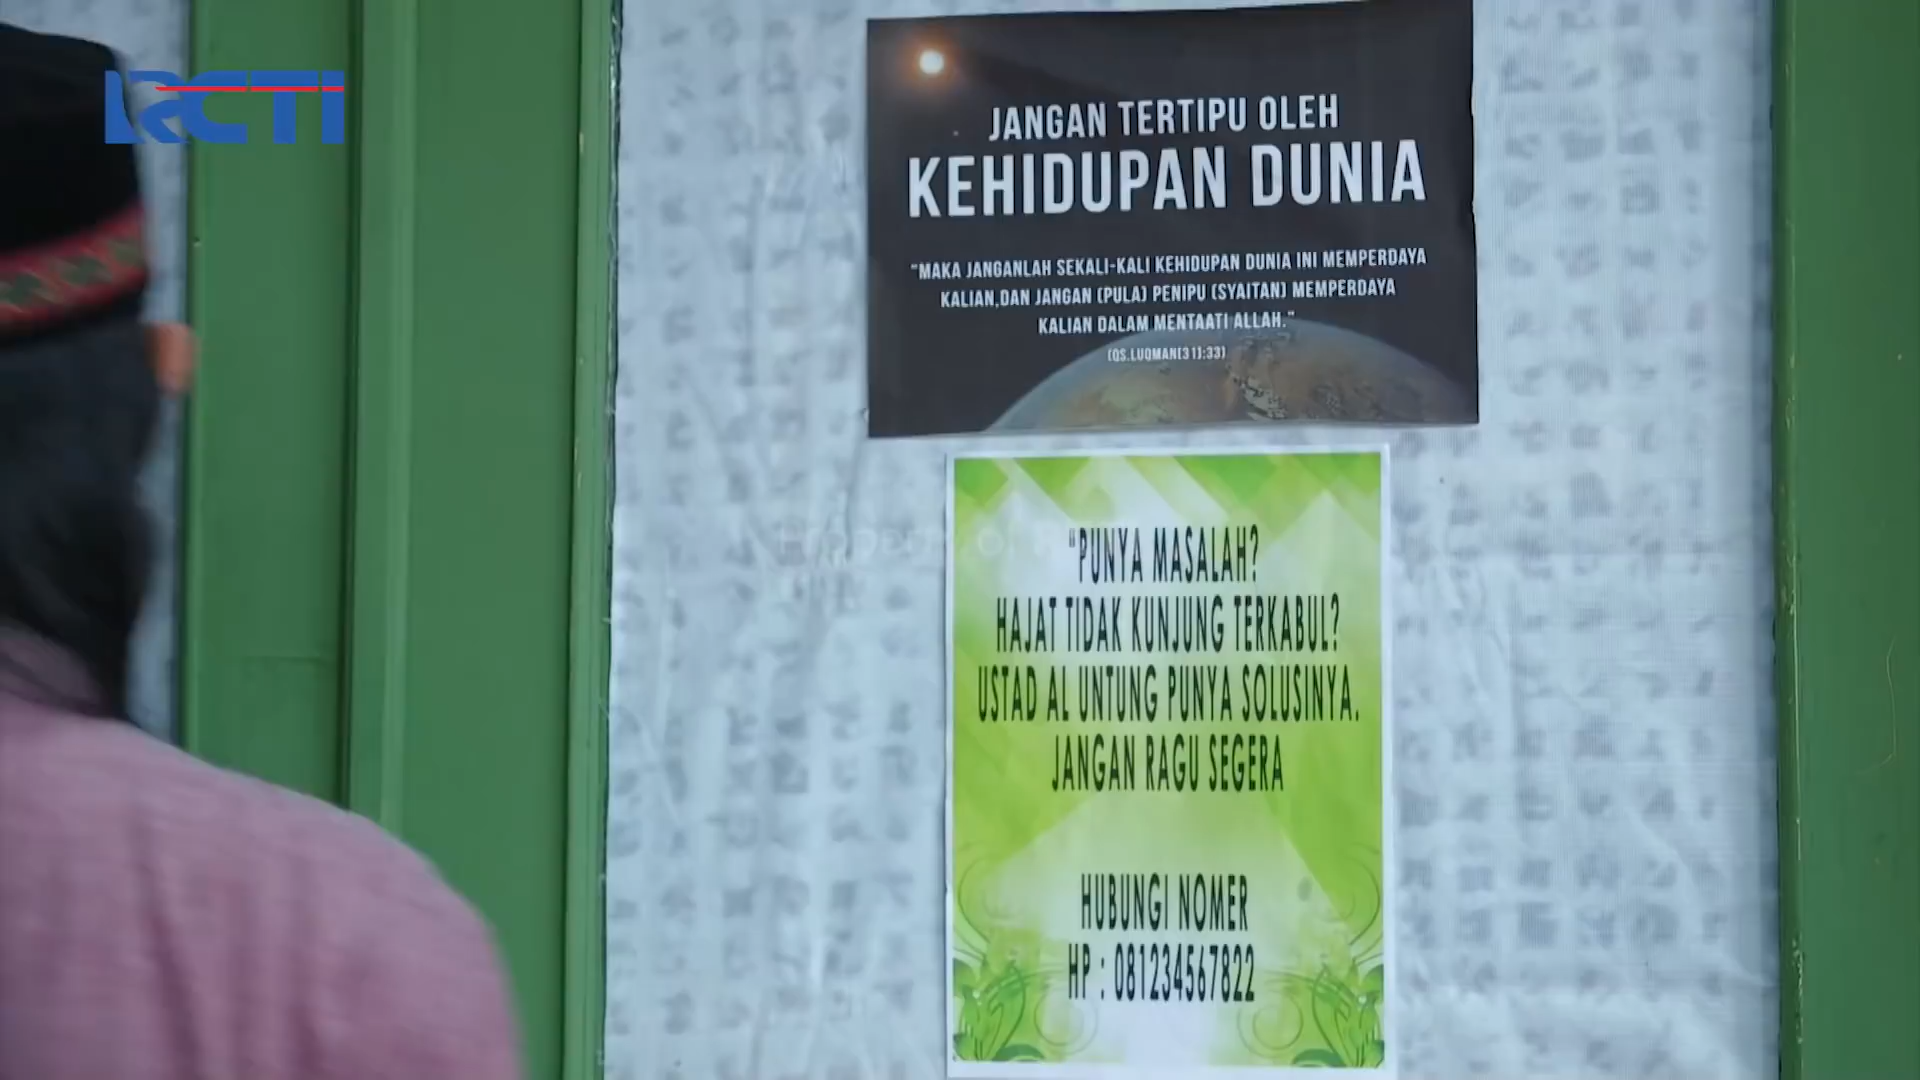 RCTI
JANGAN TERTIPU OLEH
KEHIDUPAN DUNIA
"MAKA JANGANLAH SEKALI-KALI KEHIDUPAN DUNIA INI MEMPERDAYA
KALIAN,DAN JANGAN (PULA) PENIPU (SYAITAN) MEMPERDAYA
KALIAN DALAM MENTAATI ALLAH."
(QS.LUQMAN[31]:33)
Property of
"PUNYA MASALAH?
HAJAT TIDAK KUNJUNG TERKABUL?
USTAD AL UNTUNG PUNYA SOLUSINYA.
JANGAN RAGU SEGERA
HUBUNGI NOMER
HP : 081234567822